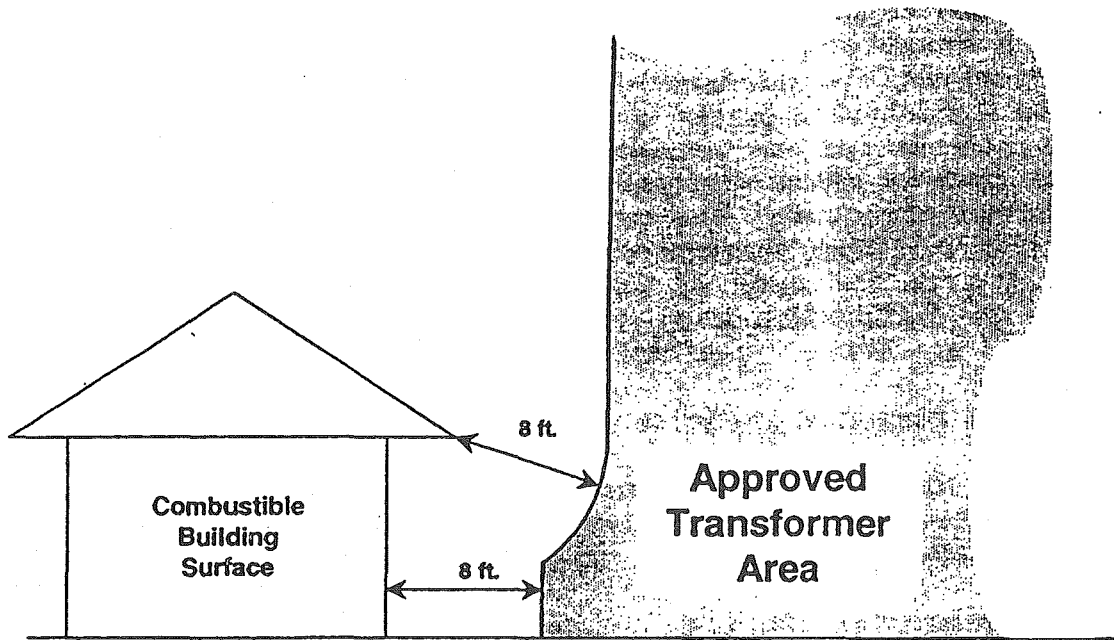 8 ft.
Combustible
Building
Surface
8 ft.
Approved
Transformer
Area